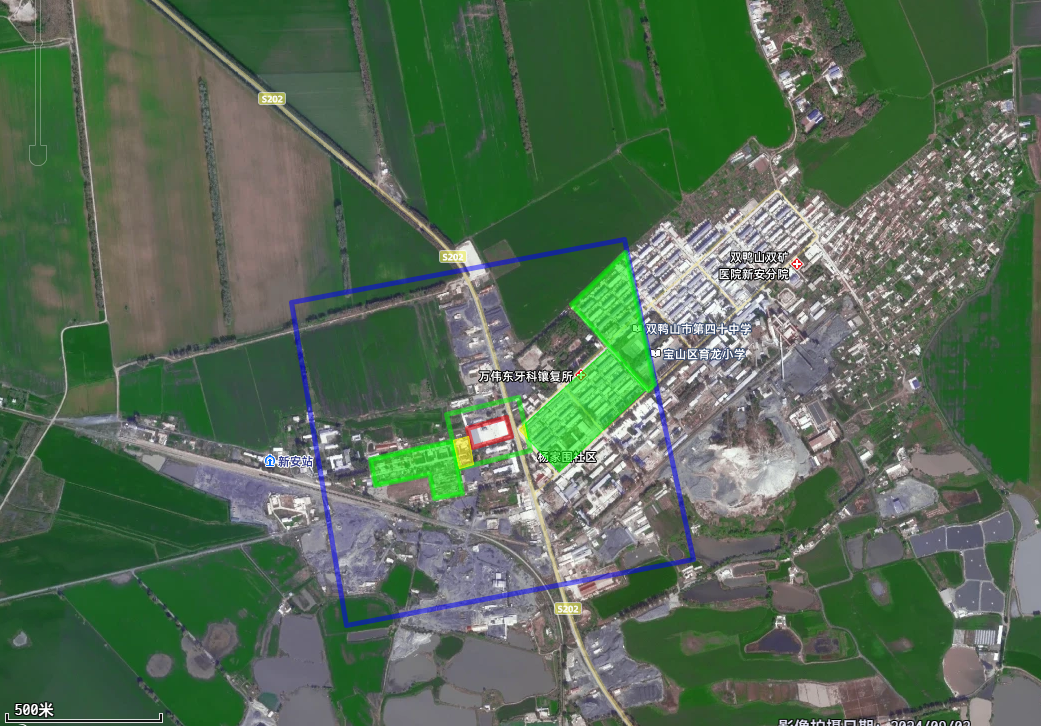 S202
S202
双鸭山双矿
医院新安分院
双鸭山市第四十中学
宝山区育龙小学
万伟东牙科镶复所
杨家围社区
新安站
S202
500米
影像拍摄日期: 2024/09/02